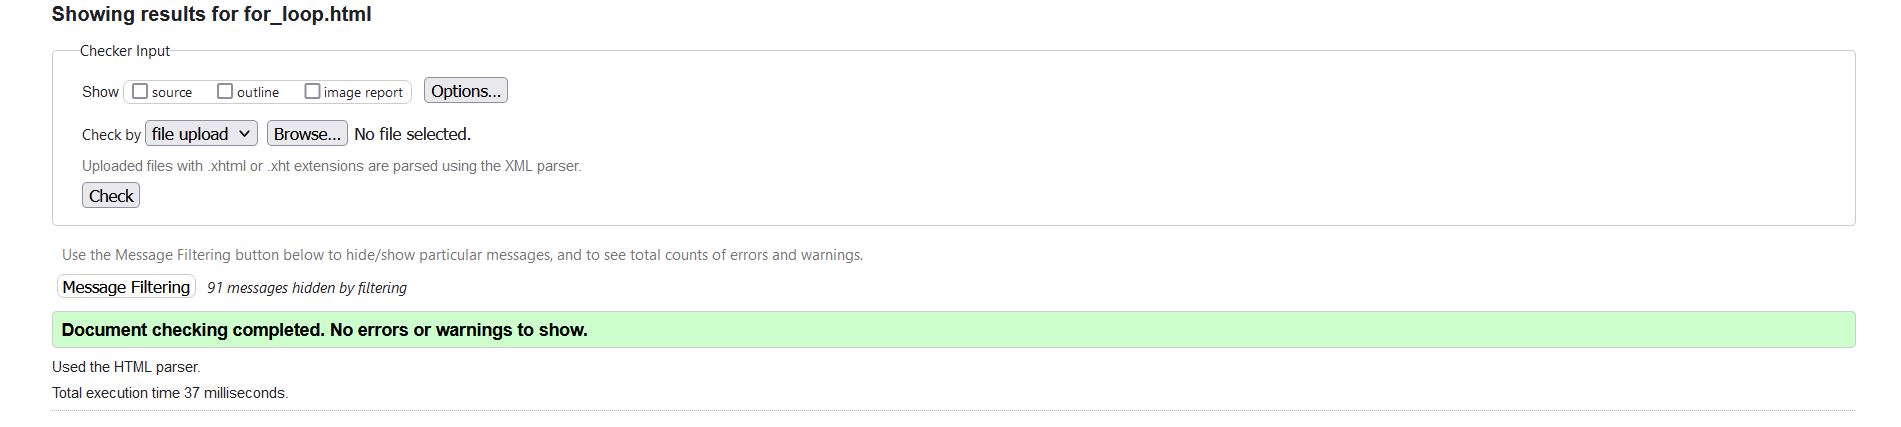 Showing results for for_loop.html
Checker Input
Show source outline image report Options...
Check by file upload Browse... No file selected.
Uploaded files with .xhtml or .xht extensions are parsed using the XML parser.
Check
Use the Message Filtering button below to hide/show particular messages, and to see total counts of errors and warnings.
Message Filtering 91 messages hidden by filtering
Document checking completed. No errors or warnings to show.
Used the HTML parser.
Total execution time 37 milliseconds.